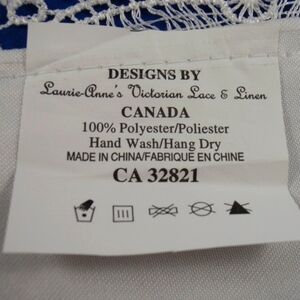 DESIGNS BY
Laurie-Anne's Victorian Lace & Linen
CANADA
100% Polyester/Poliester
Hand Wash/Hang Dry
MADE IN CHINA/FABRIQUE EN CHINE
CA 32821